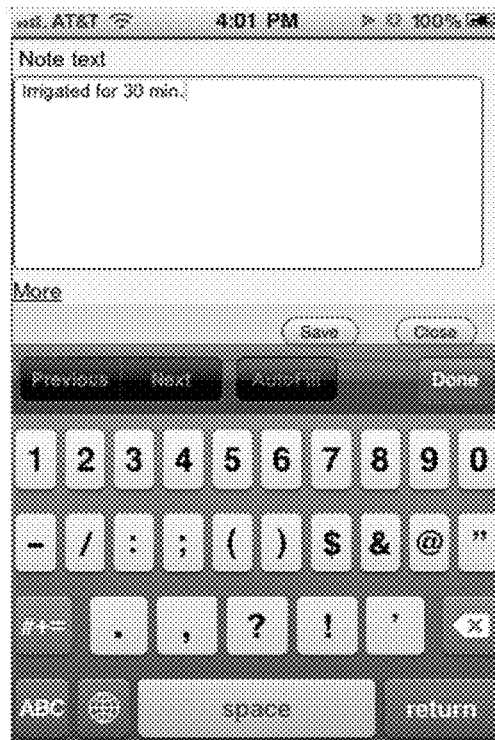 AT&T 4:01 PM 100%
Note text
Irrigated for 30 min.
More
Save Close
Previous Next AutoFill Done
1 2 3 4 5 6 7 8 9 0
- / : ; ( ) $ & @ "
#+= . , ? ! '
ABC space return